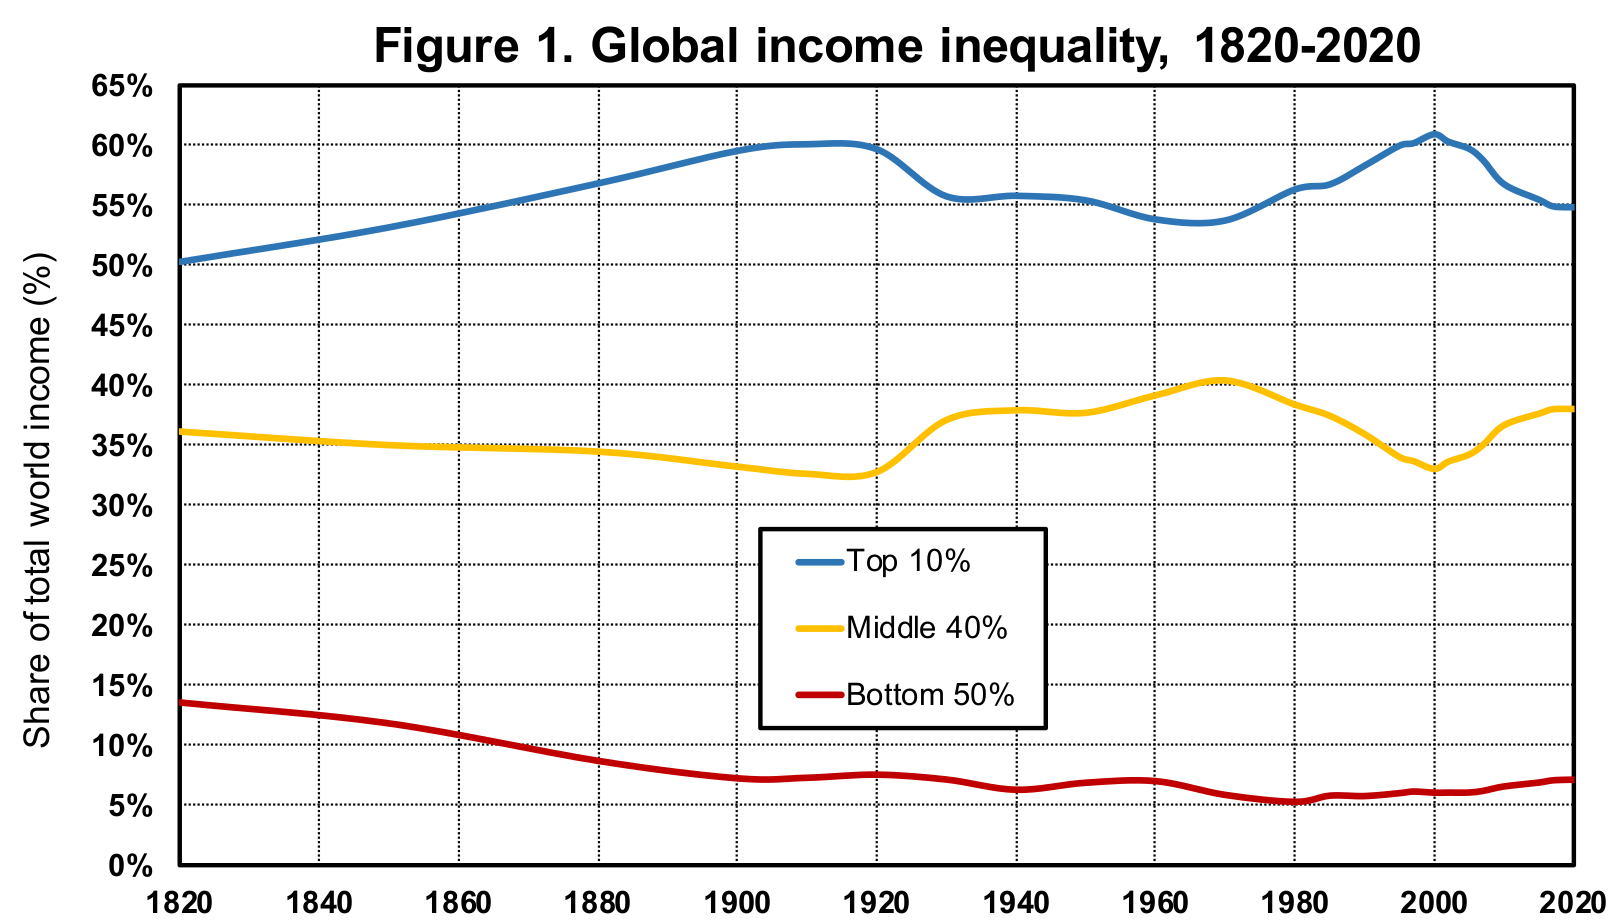 Figure 1. Global income inequality, 1820-2020
Share of total world income (%)
65%
60%
55%
50%
45%
40%
35%
30%
25%
20%
15%
10%
5%
0%
Top 10%
Middle 40%
Bottom 50%
1820 1840 1860 1880 1900 1920 1940 1960 1980 2000 2020